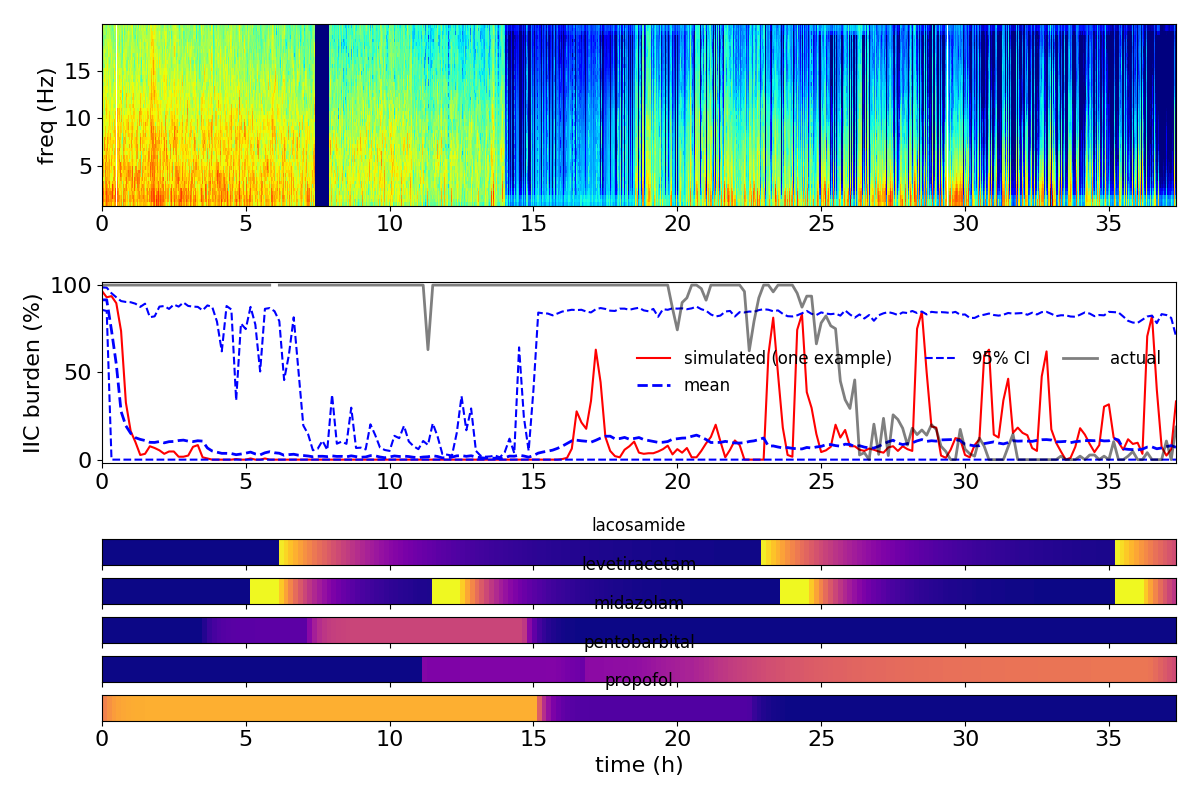 freq (Hz)
15
10
5
0 5 10 15 20 25 30 35
IIC burden (%)
100
50
0
simulated (one example) 95% CI actual
mean
0 5 10 15 20 25 30 35
lacosamide
levetiracetam
midazolam
pentobarbital
propofol
0 5 10 15 20 25 30 35
time (h)